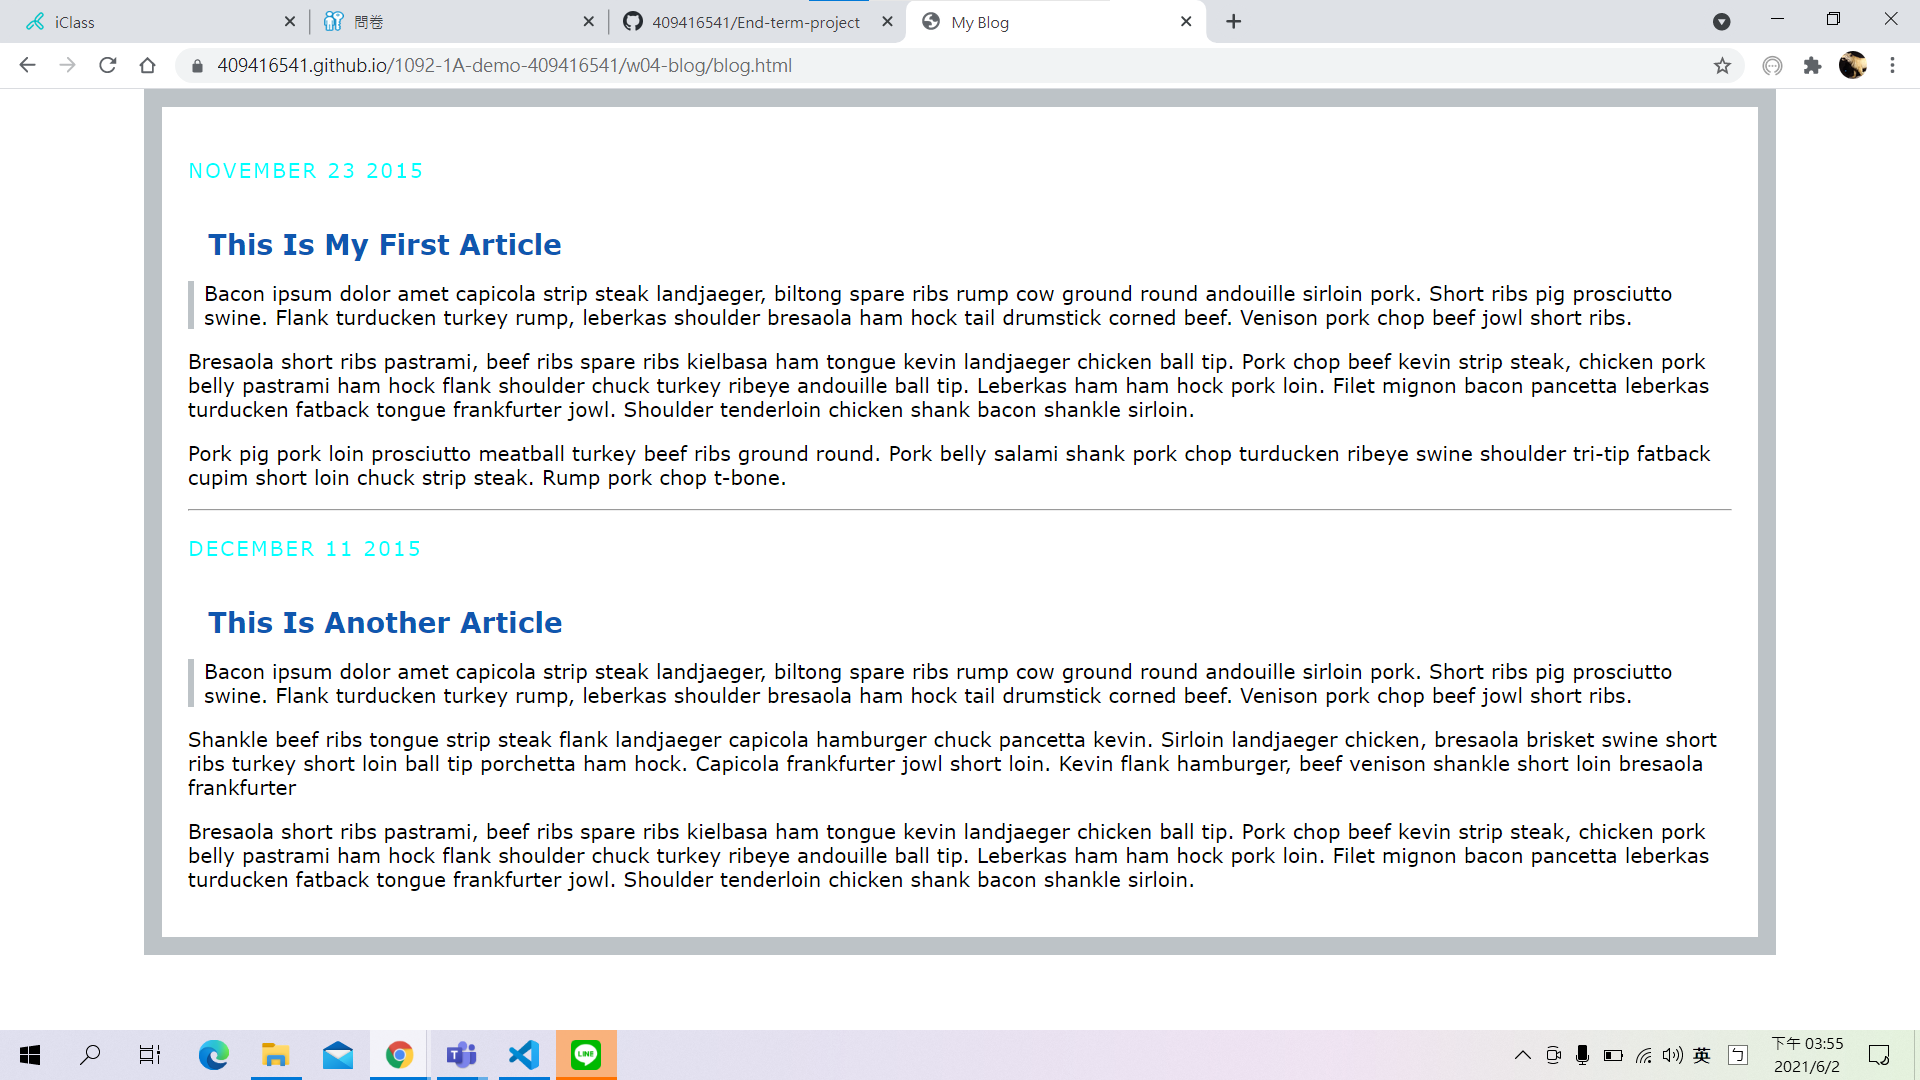 iClass
問卷
409416541/End-term-project
My Blog
409416541.github.io/1092-1A-demo-409416541/w04-blog/blog.html
NOVEMBER 23 2015
This Is My First Article
Bacon ipsum dolor amet capicola strip steak landjaeger, biltong spare ribs rump cow ground round andouille sirloin pork. Short ribs pig prosciutto
swine. Flank turducken turkey rump, leberkas shoulder bresaola ham hock tail drumstick corned beef. Venison pork chop beef jowl short ribs.
Bresaola short ribs pastrami, beef ribs spare ribs kielbasa ham tongue kevin landjaeger chicken ball tip. Pork chop beef kevin strip steak, chicken pork
belly pastrami ham hock flank shoulder chuck turkey ribeye andouille ball tip. Leberkas ham ham hock pork loin. Filet mignon bacon pancetta leberkas
turducken fatback tongue frankfurter jowl. Shoulder tenderloin chicken shank bacon shankle sirloin.
Pork pig pork loin prosciutto meatball turkey beef ribs ground round. Pork belly salami shank pork chop turducken ribeye swine shoulder tri-tip fatback
cupim short loin chuck strip steak. Rump pork chop t-bone.
DECEMBER 11 2015
This Is Another Article
Bacon ipsum dolor amet capicola strip steak landjaeger, biltong spare ribs rump cow ground round andouille sirloin pork. Short ribs pig prosciutto
swine. Flank turducken turkey rump, leberkas shoulder bresaola ham hock tail drumstick corned beef. Venison pork chop beef jowl short ribs.
Shankle beef ribs tongue strip steak flank landjaeger capicola hamburger chuck pancetta kevin. Sirloin landjaeger chicken, bresaola brisket swine short
ribs turkey short loin ball tip porchetta ham hock. Capicola frankfurter jowl short loin. Kevin flank hamburger, beef venison shankle short loin bresaola
frankfurter
Bresaola short ribs pastrami, beef ribs spare ribs kielbasa ham tongue kevin landjaeger chicken ball tip. Pork chop beef kevin strip steak, chicken pork
belly pastrami ham hock flank shoulder chuck turkey ribeye andouille ball tip. Leberkas ham ham hock pork loin. Filet mignon bacon pancetta leberkas
turducken fatback tongue frankfurter jowl. Shoulder tenderloin chicken shank bacon shankle sirloin.
LINE
英
ㄅ
下午 03:55
2021/6/2